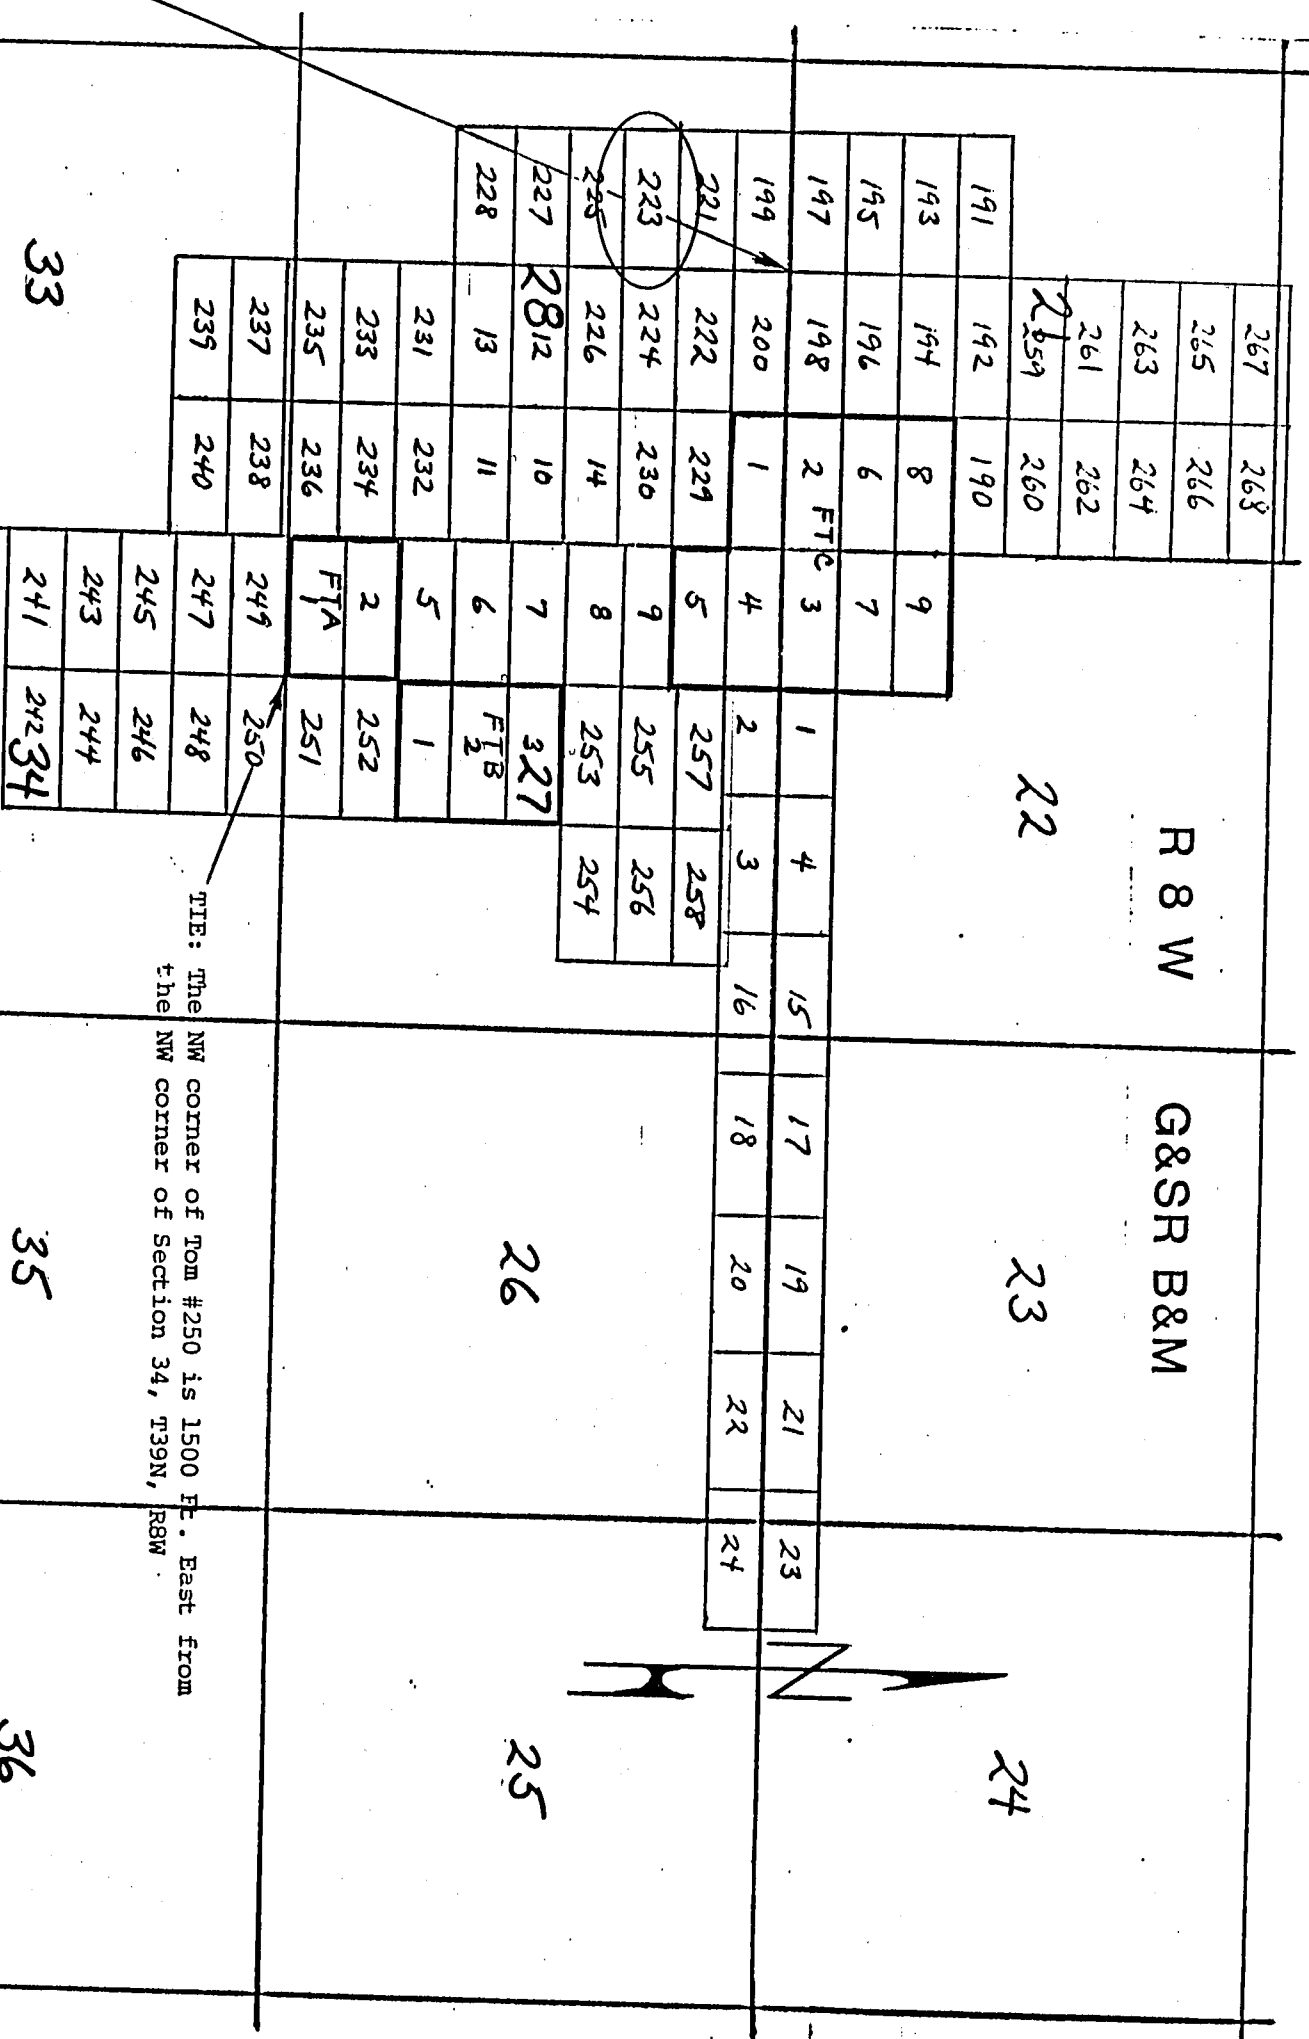 R 8 W G&SR B&M
267 268
265 266
263 264
261 262
21 259 260
22 23 24
191 192 190
193 194 8 9
195 196 6 7
FTC
197 198 2 3 1 4 15 17 19 21 23
199 200 1 4 2 3 16 18 20 22 24
N
221 222 229 5 257 258
223 224 230 9 255 256
225 226 14 8 253 254
227 28 12 10 7 3 27 26 25
228 13 11 6 FTB 2
231 232 5 1
233 234 2 252
235 236 FTA 1 251
237 238 249 250
239 240 247 248
TIE: The NW corner of Tom #250 is 1500 Ft. East from
the NW corner of Section 34, T39N, R8W
245 246
243 244
33 241 242 34 35 36